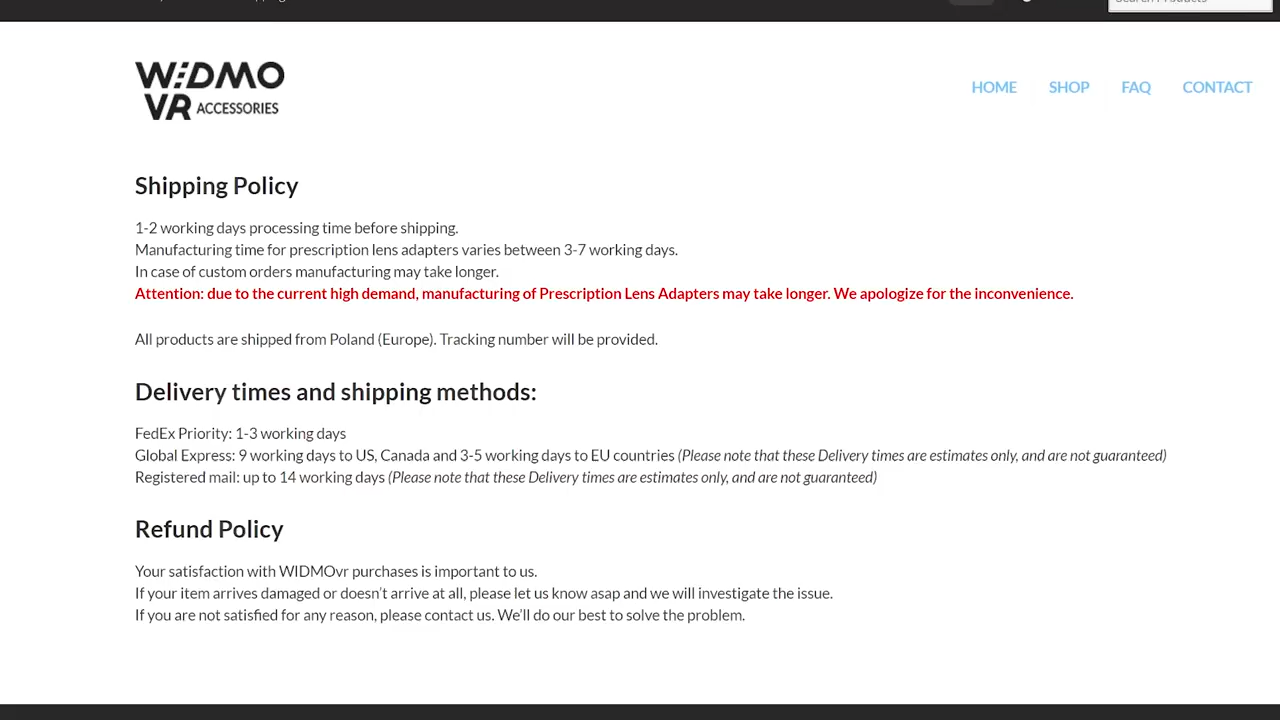 WIDMO
VR ACCESSORIES
HOME SHOP FAQ CONTACT
Shipping Policy
1-2 working days processing time before shipping.
Manufacturing time for prescription lens adapters varies between 3-7 working days.
In case of custom orders manufacturing may take longer.
Attention: due to the current high demand, manufacturing of Prescription Lens Adapters may take longer. We apologize for the inconvenience.
All products are shipped from Poland (Europe). Tracking number will be provided.
Delivery times and shipping methods:
FedEx Priority: 1-3 working days
Global Express: 9 working days to US, Canada and 3-5 working days to EU countries (Please note that these Delivery times are estimates only, and are not guaranteed)
Registered mail: up to 14 working days (Please note that these Delivery times are estimates only, and are not guaranteed)
Refund Policy
Your satisfaction with WIDMOvr purchases is important to us.
If your item arrives damaged or doesn’t arrive at all, please let us know asap and we will investigate the issue.
If you are not satisfied for any reason, please contact us. We’ll do our best to solve the problem.